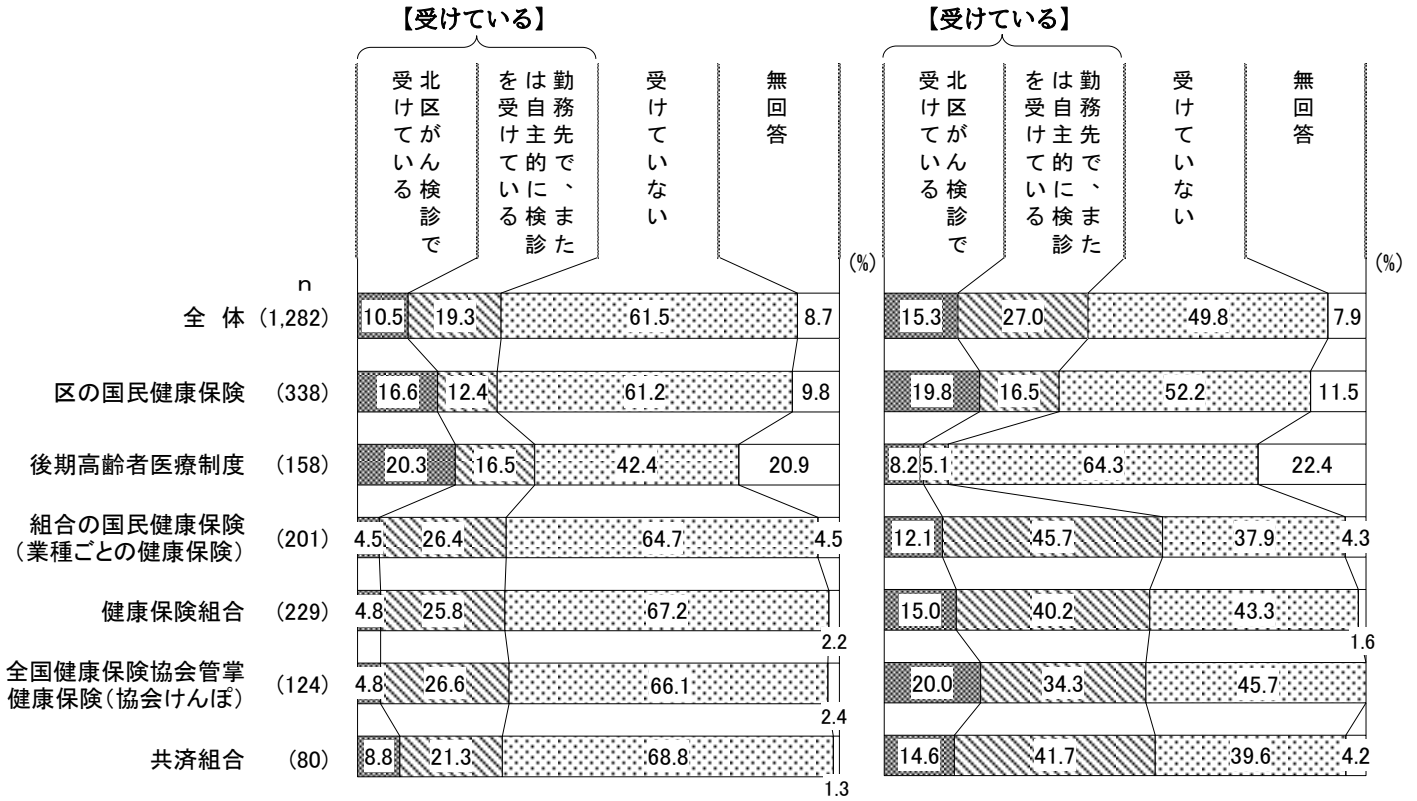 【受けている】
【受けている】
北区がん検診で
受けている
勤務先で、また
は自主的に検診
を受けている
受けていない
無回答
北区がん検診で
受けている
勤務先で、また
は自主的に検診
を受けている
受けていない
無回答
(%)
(%)
n
全 体 (1,282) 10.5 19.3 61.5 8.7 15.3 27.0 49.8 7.9
区の国民健康保険 (338) 16.6 12.4 61.2 9.8 19.8 16.5 52.2 11.5
後期高齢者医療制度 (158) 20.3 16.5 42.4 20.9 8.2 5.1 64.3 22.4
組合の国民健康保険
(業種ごとの健康保険) (201) 4.5 26.4 64.7 4.5 12.1 45.7 37.9 4.3
健康保険組合 (229) 4.8 25.8 67.2 2.2 15.0 40.2 43.3 1.6
全国健康保険協会管掌
健康保険(協会けんぽ) (124) 4.8 26.6 66.1 2.4 20.0 34.3 45.7
共済組合 (80) 8.8 21.3 68.8 1.3 14.6 41.7 39.6 4.2